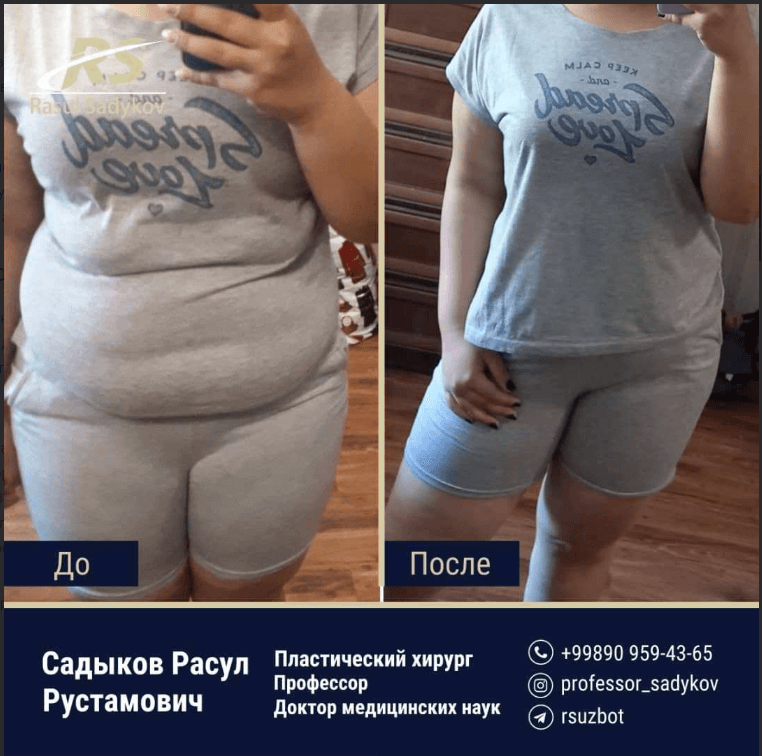 RS
Rasul Sadykov
KEEP CALM
and
Spread
Love
KEEP CALM
- and -
Spread
Love
До
После
Садыков Расул
Рустамович
Пластический хирург
Профессор
Доктор медицинских наук
+99890 959-43-65
professor_sadykov
rsuzbot